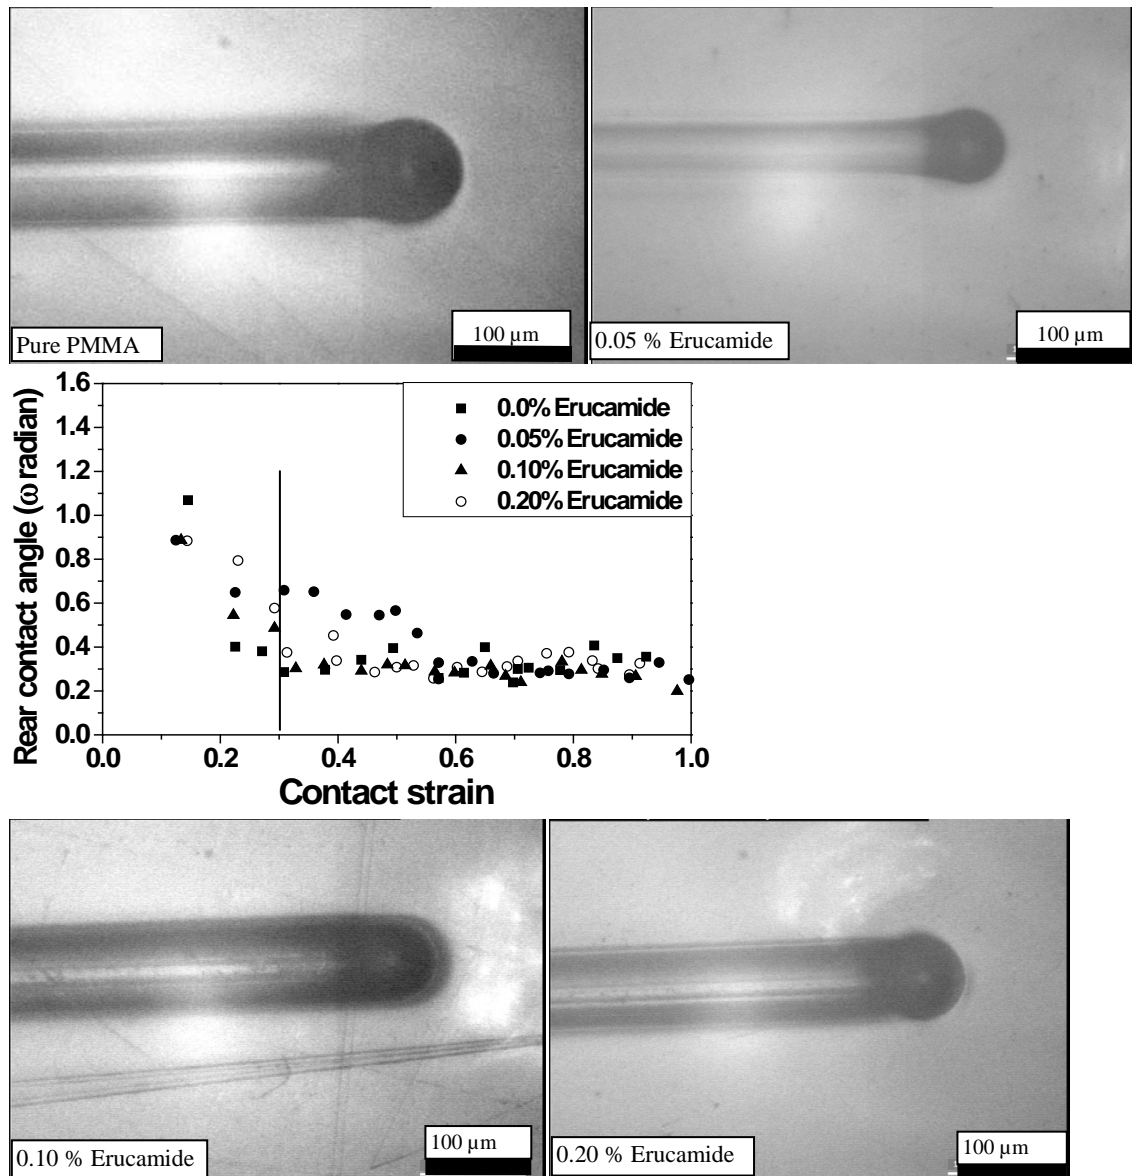 100 µm
Pure PMMA
100 µm
0.05 % Erucamide
Rear contact angle (ω radian)
1.6
1.4
1.2
1.0
0.8
0.6
0.4
0.2
0.0
0.0% Erucamide
0.05% Erucamide
0.10% Erucamide
0.20% Erucamide
0.0 0.2 0.4 0.6 0.8 1.0
Contact strain
100 µm
0.10 % Erucamide
100 µm
0.20 % Erucamide